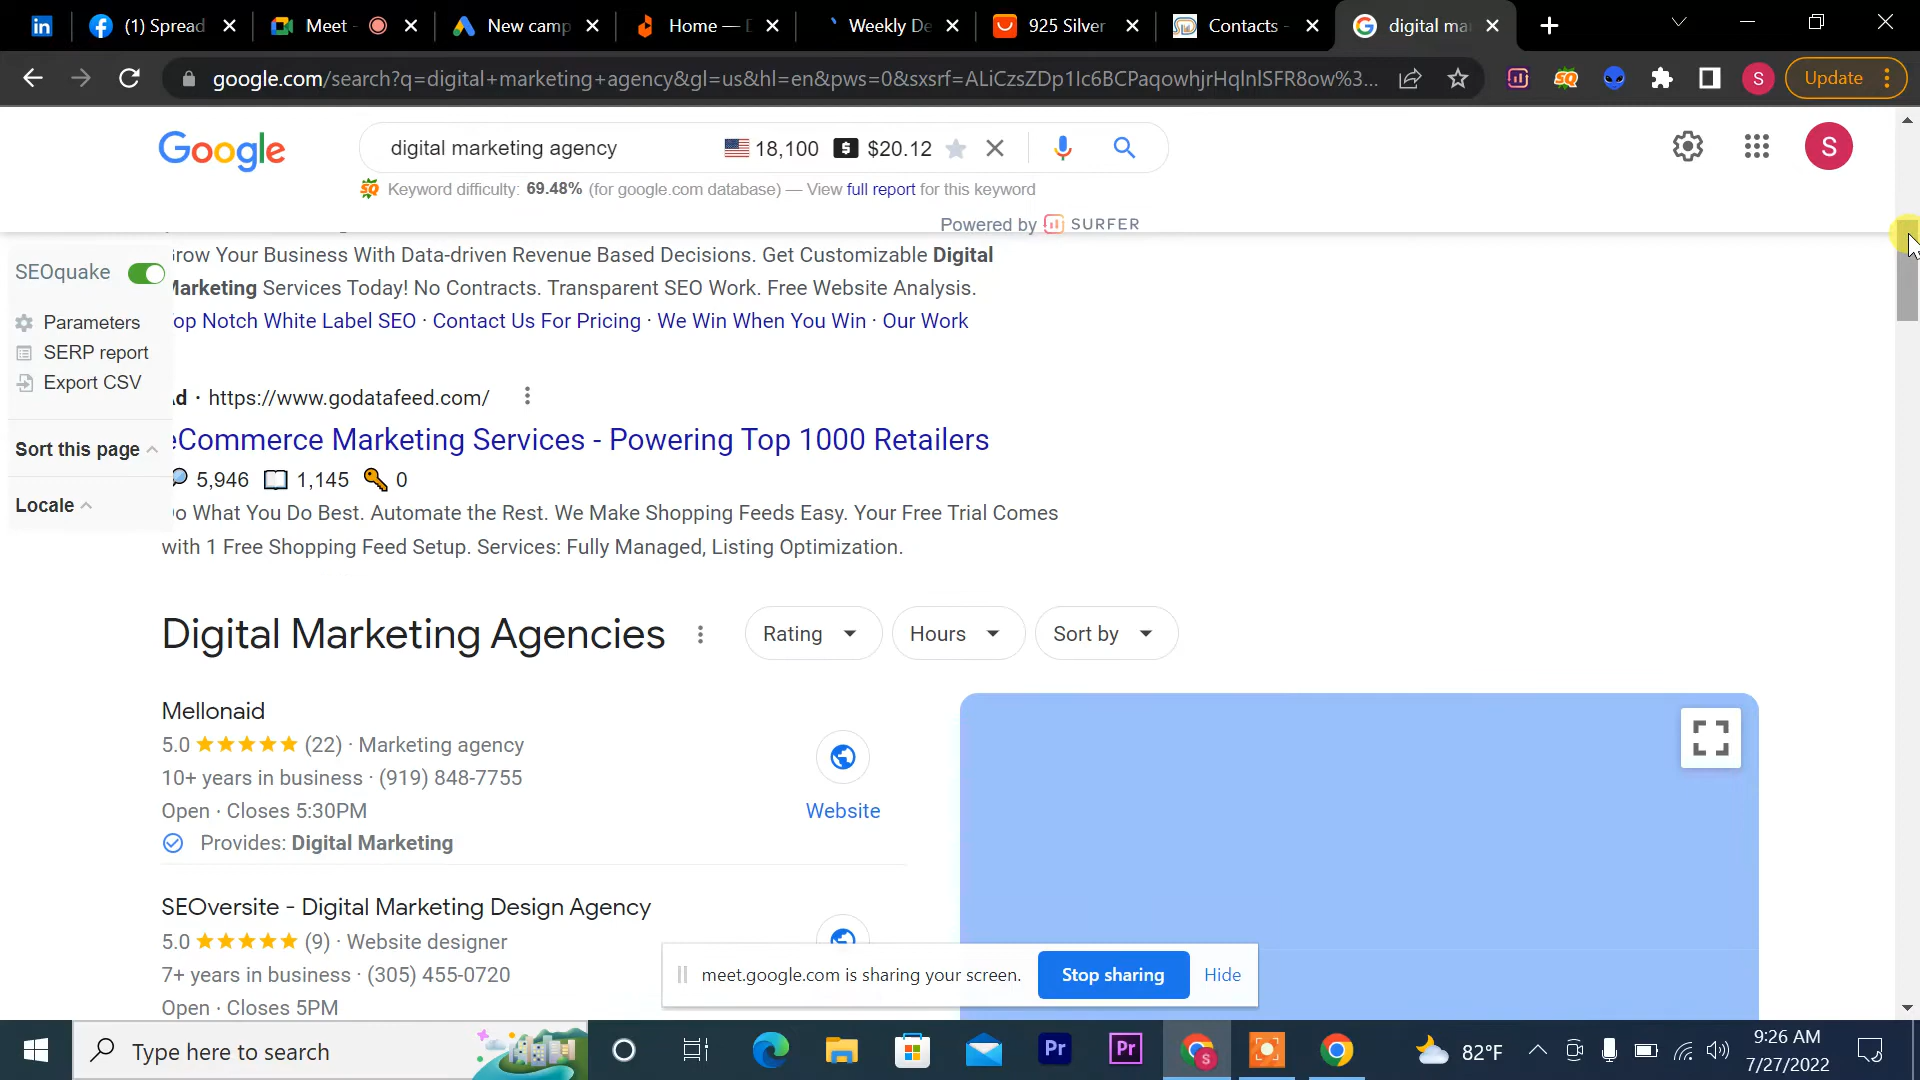 (1) Spread
Meet -
New camp
Home — D
Weekly De
925 Silver
Contacts -
digital ma
google.com/search?q=digital+marketing+agency&gl=us&hl=en&pws=0&sxsrf=ALiCzsZDp1Ic6BCPaqowhjrHqlnlSFR8ow%3...
S
Update
Google
digital marketing agency
18,100
$20.12
S
Keyword difficulty: 69.48% (for google.com database) — View full report for this keyword
Powered by SURFER
SEOquake
Parameters
SERP report
Export CSV
Sort this page
Locale
Grow Your Business With Data-driven Revenue Based Decisions. Get Customizable Digital
Marketing Services Today! No Contracts. Transparent SEO Work. Free Website Analysis.
Top Notch White Label SEO · Contact Us For Pricing · We Win When You Win · Our Work
Ad · https://www.godatafeed.com/
eCommerce Marketing Services - Powering Top 1000 Retailers
5,946 1,145 0
Do What You Do Best. Automate the Rest. We Make Shopping Feeds Easy. Your Free Trial Comes
with 1 Free Shopping Feed Setup. Services: Fully Managed, Listing Optimization.
Digital Marketing Agencies
Rating
Hours
Sort by
Mellonaid
5.0 (22) · Marketing agency
10+ years in business · (919) 848-7755
Open · Closes 5:30PM
Provides: Digital Marketing
Website
SEOversite - Digital Marketing Design Agency
5.0 (9) · Website designer
7+ years in business · (305) 455-0720
Open · Closes 5PM
meet.google.com is sharing your screen.
Stop sharing
Hide
Type here to search
Pr
Pr
82°F
9:26 AM
7/27/2022